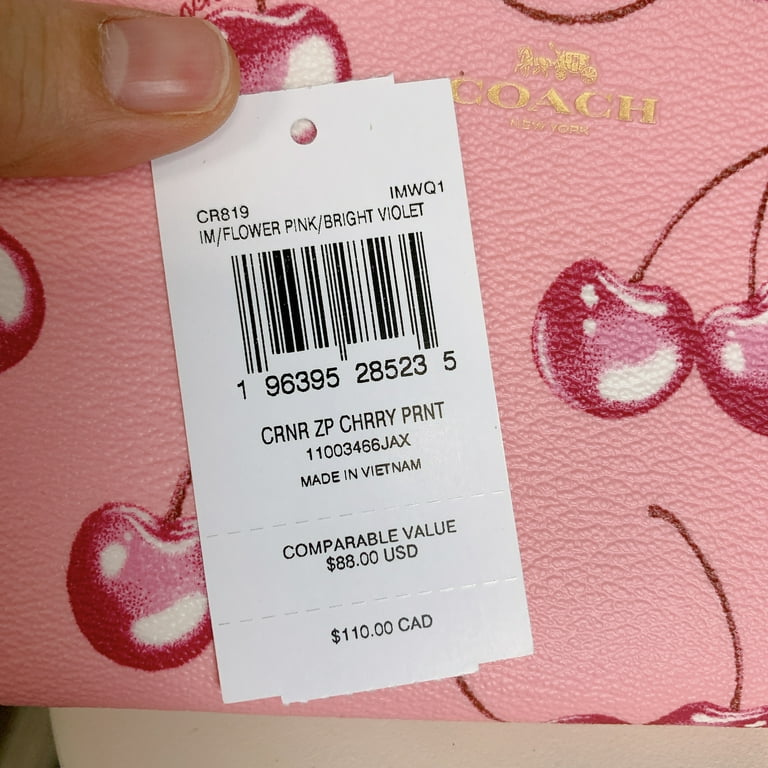 COACH
NEW YORK
CR819
IMWQ1
IM/FLOWER PINK/BRIGHT VIOLET
1 96395 28523 5
CRNR ZP CHRRY PRNT
11003466JAX
MADE IN VIETNAM
COMPARABLE VALUE
$88.00 USD
$110.00 CAD